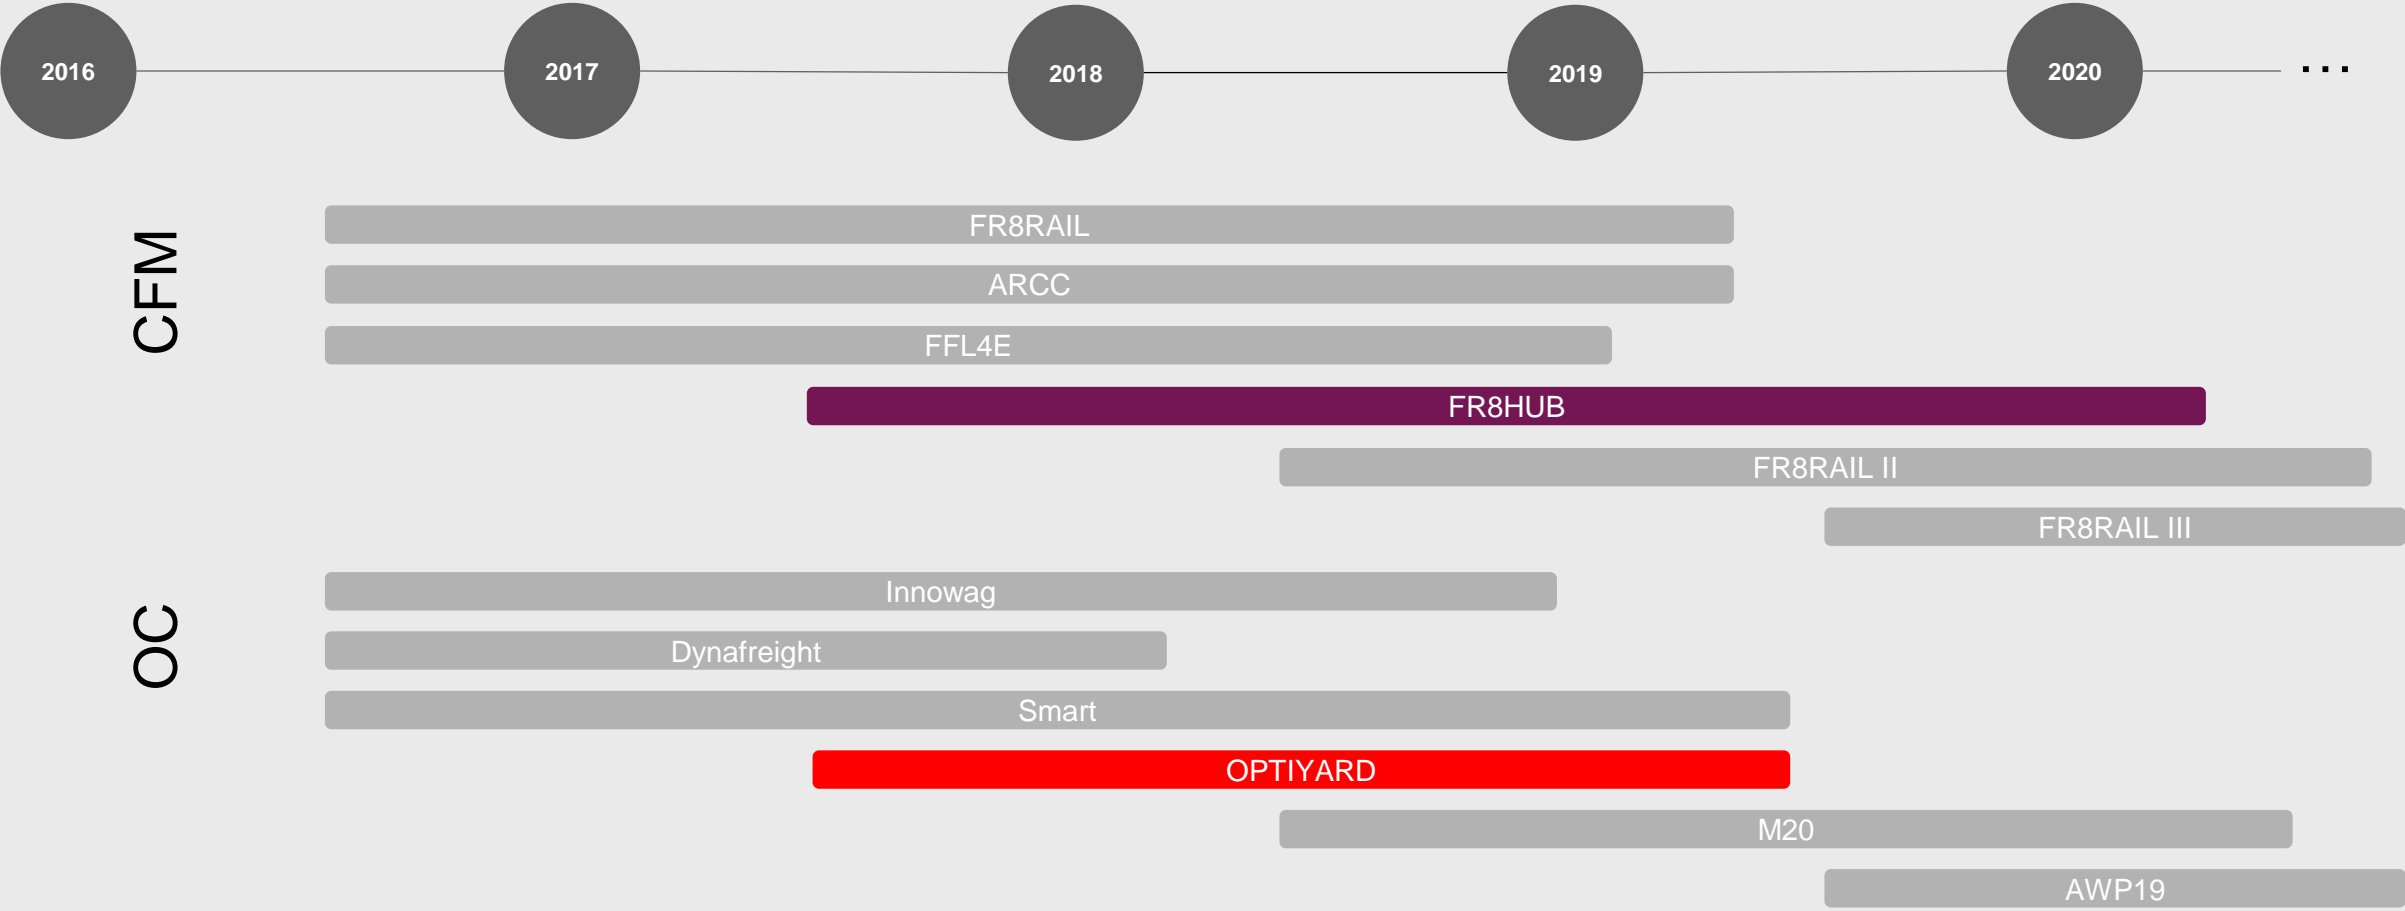 2016
2017
2018
2019
2020
...
CFM
FR8RAIL
ARCC
FFL4E
FR8HUB
FR8RAIL II
FR8RAIL III
OC
Innowag
Dynafreight
Smart
OPTIYARD
M20
AWP19